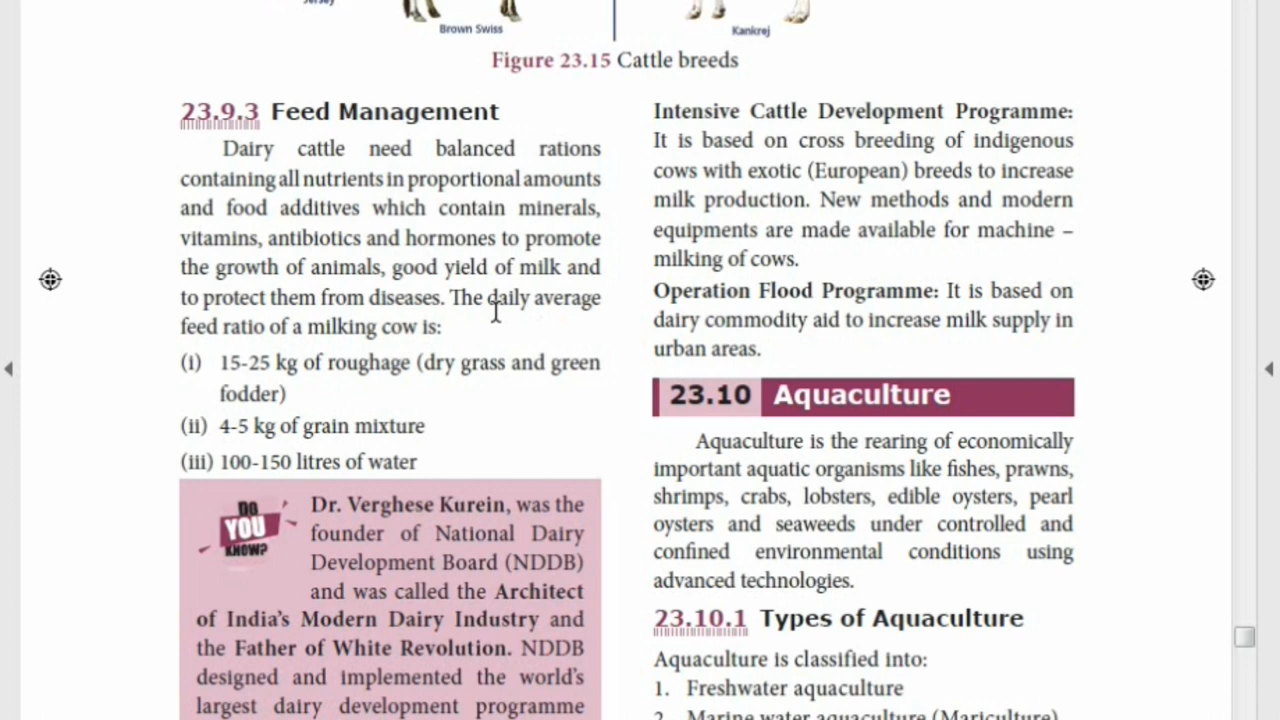 Jersey
Brown Swiss
Kankrej
Figure 23.15 Cattle breeds
23.9.3 Feed Management
Dairy cattle need balanced rations
containing all nutrients in proportional amounts
and food additives which contain minerals,
vitamins, antibiotics and hormones to promote
the growth of animals, good yield of milk and
to protect them from diseases. The daily average
feed ratio of a milking cow is:
(i) 15-25 kg of roughage (dry grass and green
fodder)
(ii) 4-5 kg of grain mixture
(iii) 100-150 litres of water
DO
YOU
KNOW?
Dr. Verghese Kurein, was the
founder of National Dairy
Development Board (NDDB)
and was called the Architect
of India's Modern Dairy Industry and
the Father of White Revolution. NDDB
designed and implemented the world's
largest dairy development programme
Intensive Cattle Development Programme:
It is based on cross breeding of indigenous
cows with exotic (European) breeds to increase
milk production. New methods and modern
equipments are made available for machine –
milking of cows.
Operation Flood Programme: It is based on
dairy commodity aid to increase milk supply in
urban areas.
23.10 Aquaculture
Aquaculture is the rearing of economically
important aquatic organisms like fishes, prawns,
shrimps, crabs, lobsters, edible oysters, pearl
oysters and seaweeds under controlled and
confined environmental conditions using
advanced technologies.
23.10.1 Types of Aquaculture
Aquaculture is classified into:
1. Freshwater aquaculture
2. Marine water aquaculture (Mariculture)